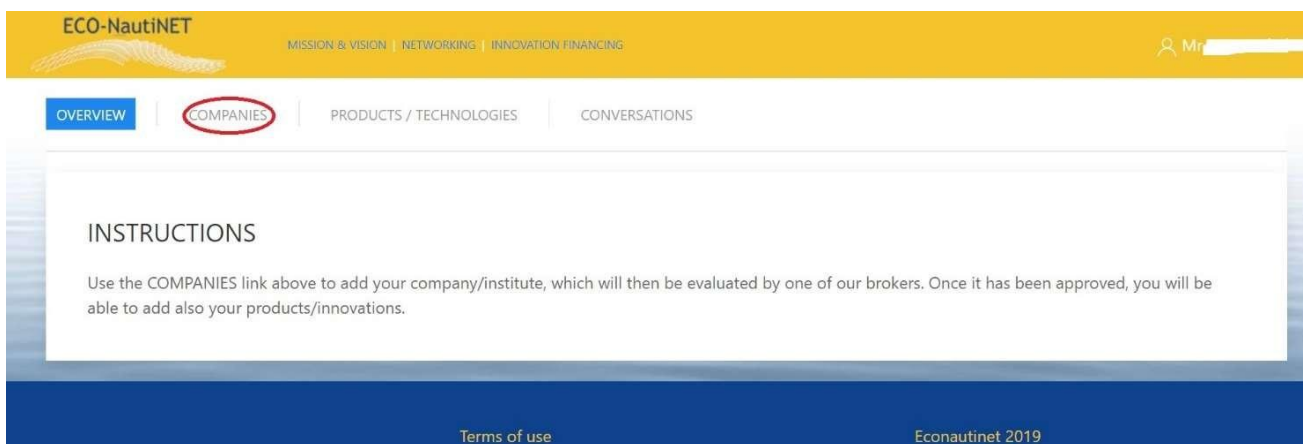 ECO-NautiNET
MISSION & VISION | NETWORKING | INNOVATION FINANCING
Mr
OVERVIEW
COMPANIES
PRODUCTS / TECHNOLOGIES
CONVERSATIONS
INSTRUCTIONS
Use the COMPANIES link above to add your company/institute, which will then be evaluated by one of our brokers. Once it has been approved, you will be
able to add also your products/innovations.
Terms of use
Econautinet 2019